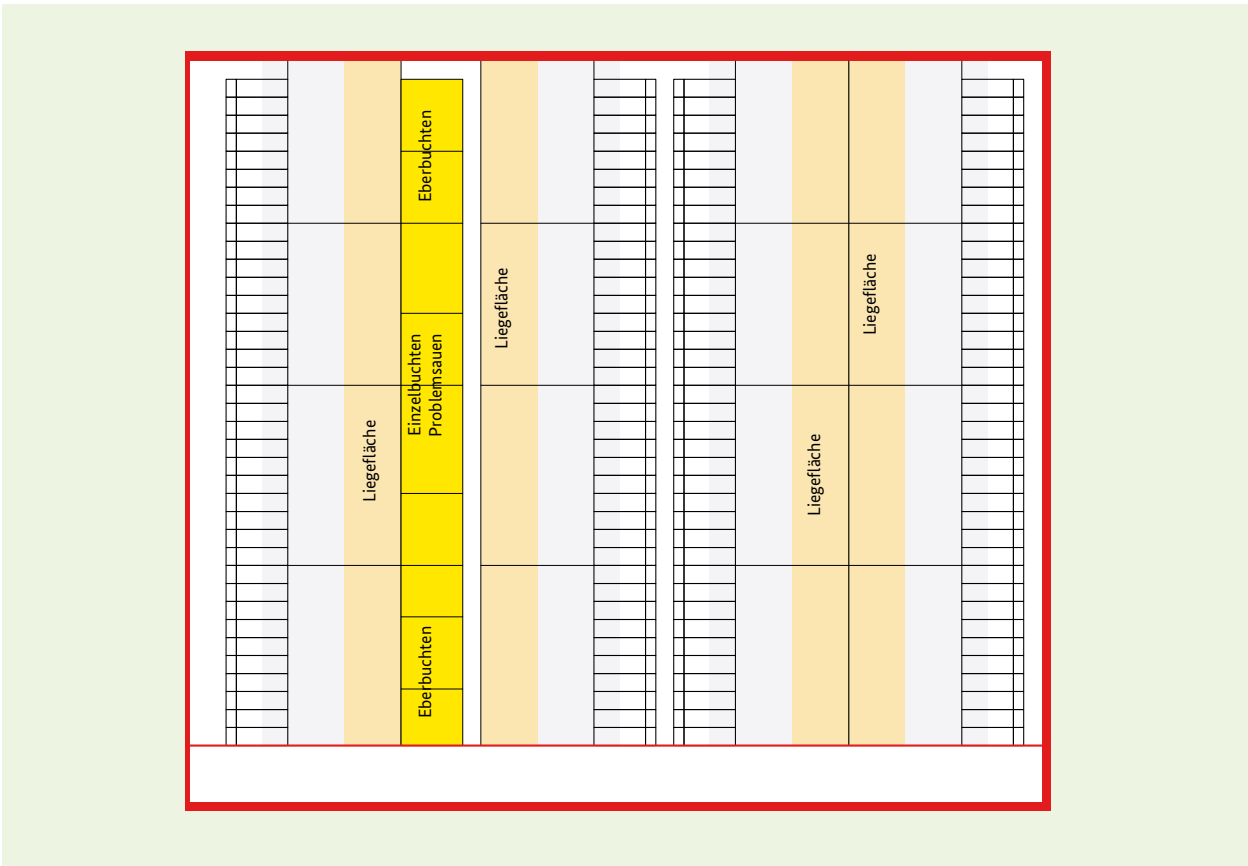 Eberbuchten
Liegefläche
Liegefläche
Einzelbuchten
Problemsauen
Liegefläche
Liegefläche
Eberbuchten